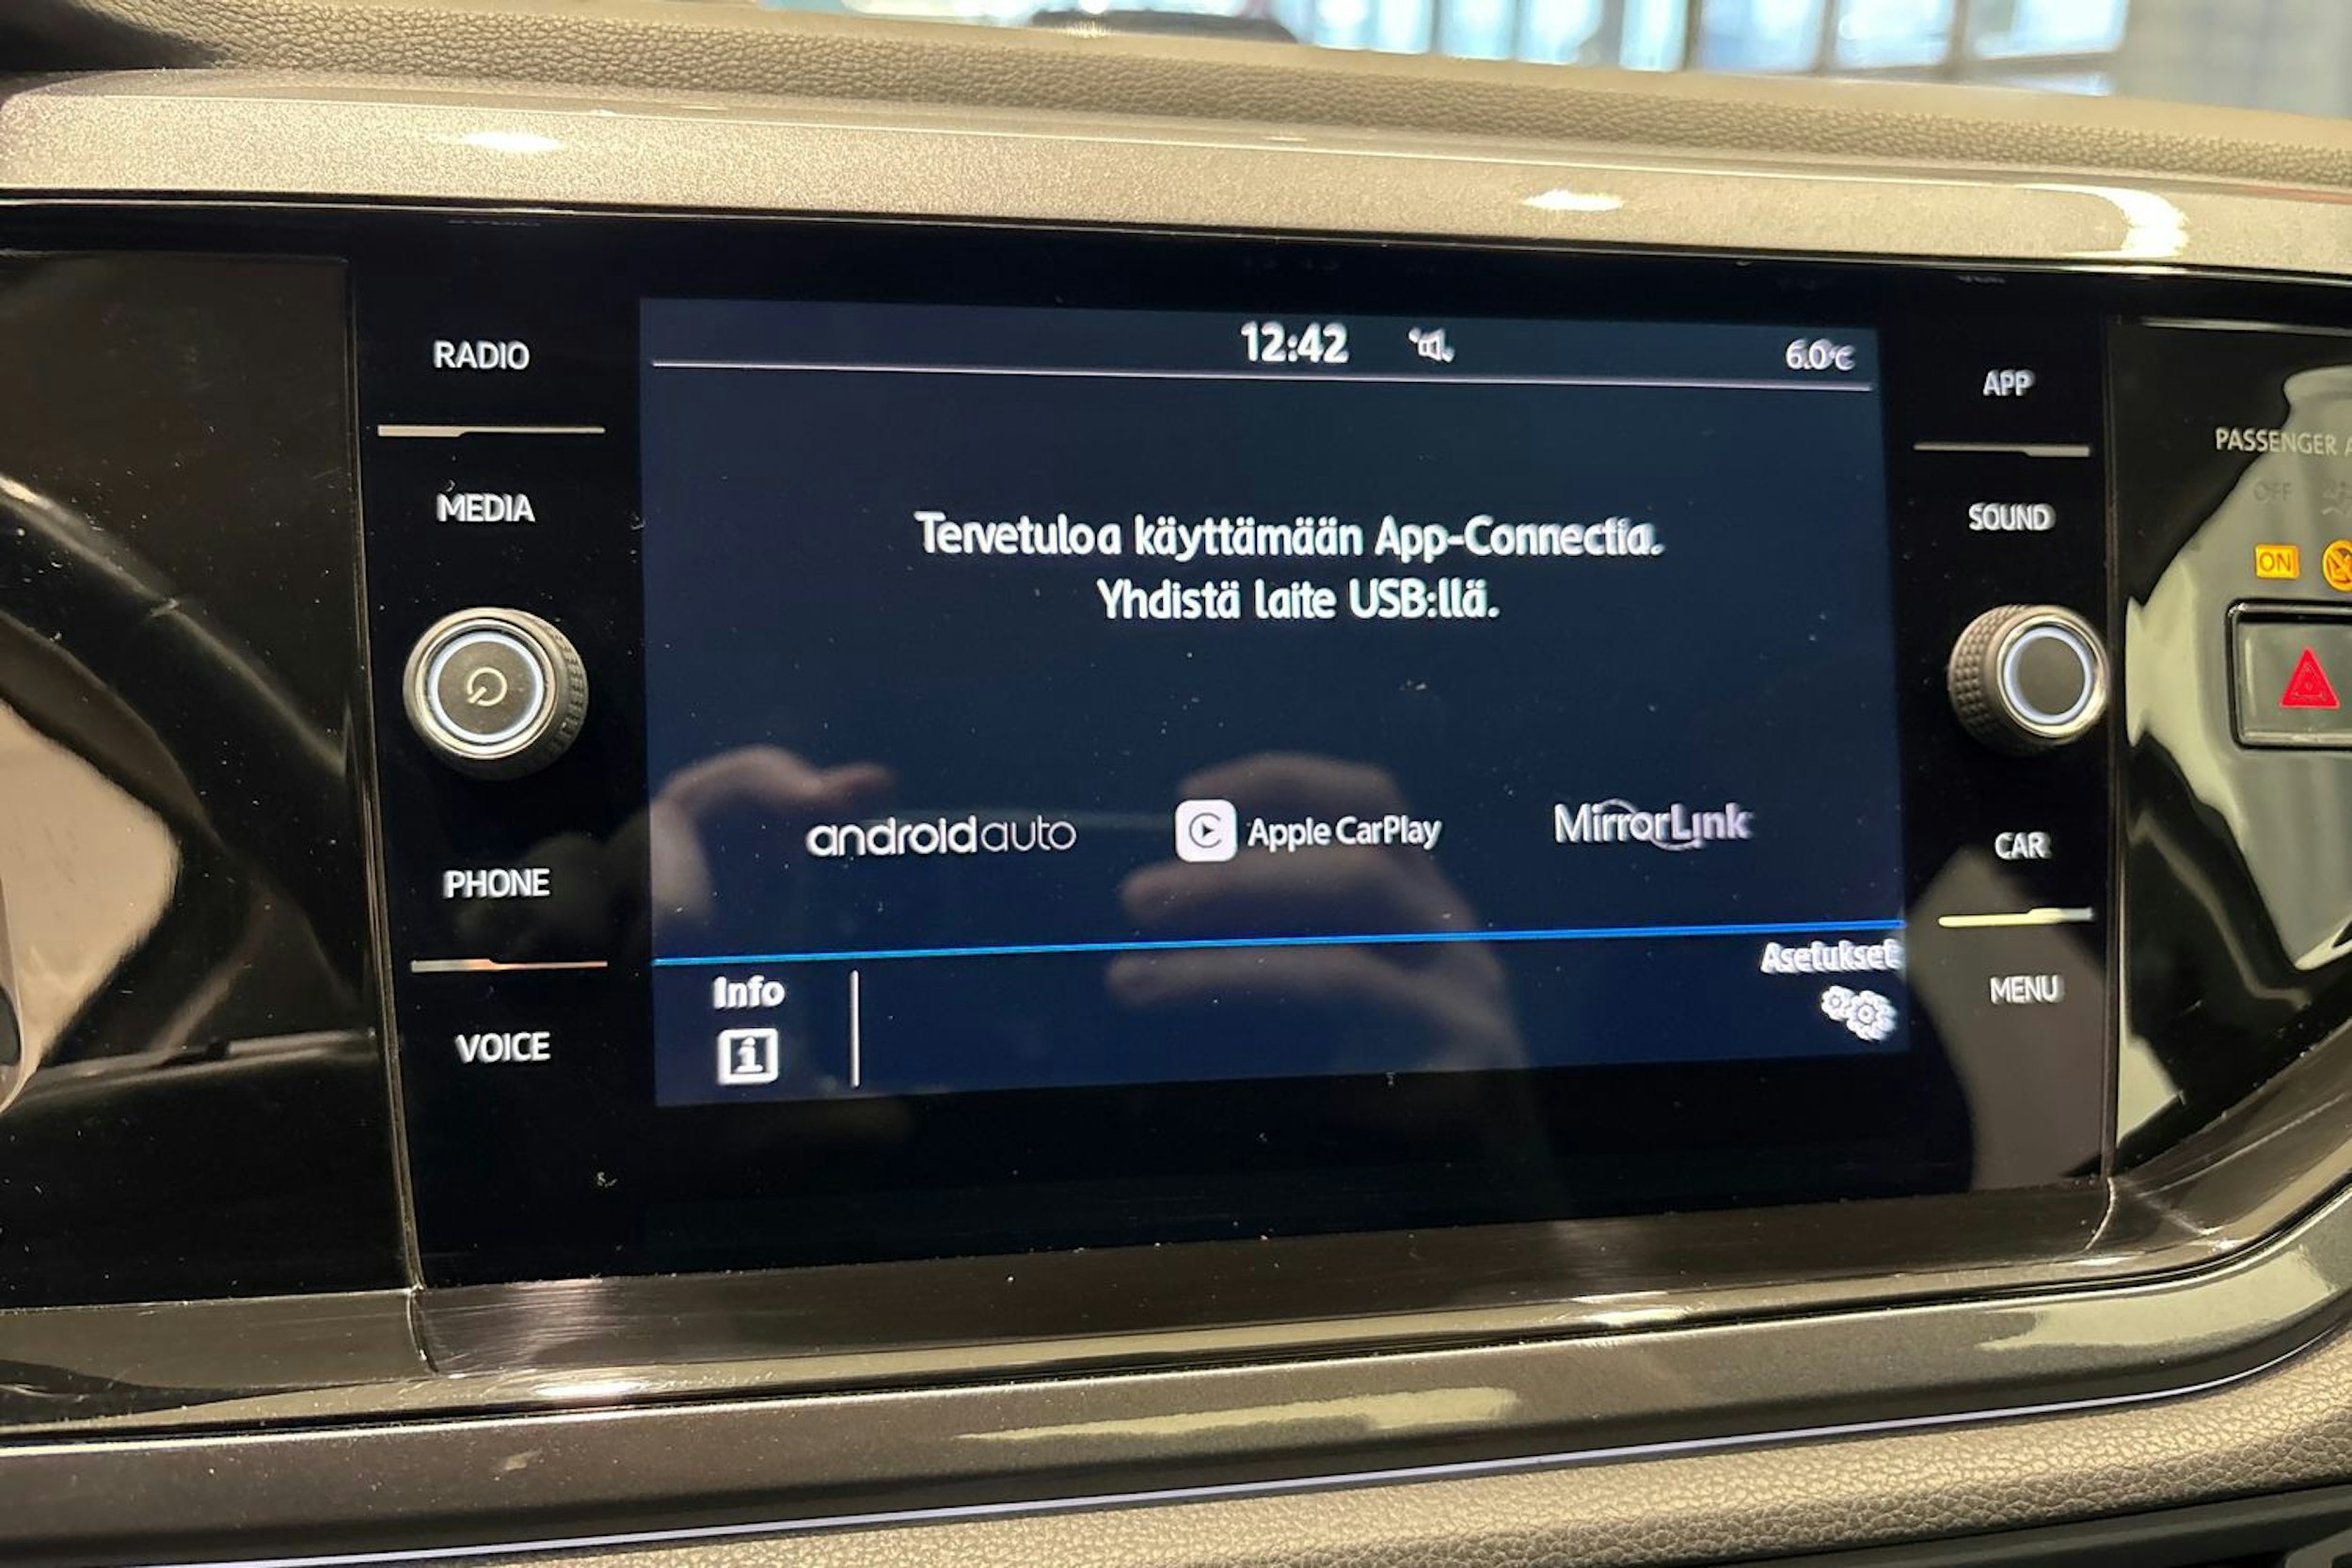 RADIO
MEDIA
PHONE
VOICE
12:42
6.0°C
Tervetuloa käyttämään App-Connectia.
Yhdistä laite USB:llä.
androidauto
Apple CarPlay
MirrorLink
Info
Asetukset
APP
SOUND
CAR
MENU
PASSENGER
OFF
ON